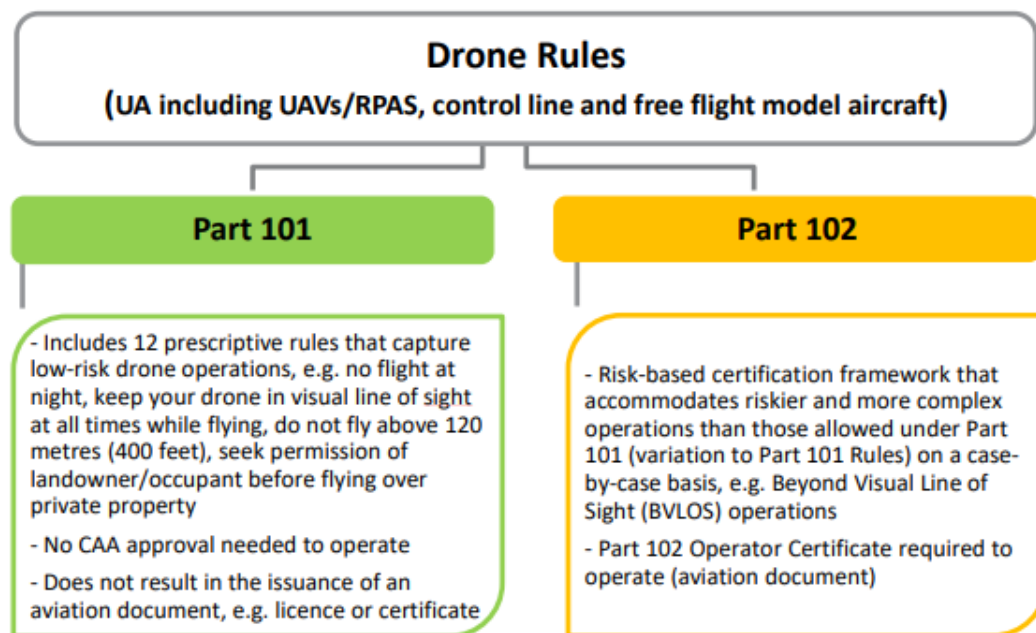 Drone Rules
(UA including UAVs/RPAS, control line and free flight model aircraft)
Part 101
- Includes 12 prescriptive rules that capture
low-risk drone operations, e.g. no flight at
night, keep your drone in visual line of sight
at all times while flying, do not fly above 120
metres (400 feet), seek permission of
landowner/occupant before flying over
private property
- No CAA approval needed to operate
- Does not result in the issuance of an
aviation document, e.g. licence or certificate
Part 102
- Risk-based certification framework that
accommodates riskier and more complex
operations than those allowed under Part
101 (variation to Part 101 Rules) on a case-
by-case basis, e.g. Beyond Visual Line of
Sight (BVLOS) operations
- Part 102 Operator Certificate required to
operate (aviation document)